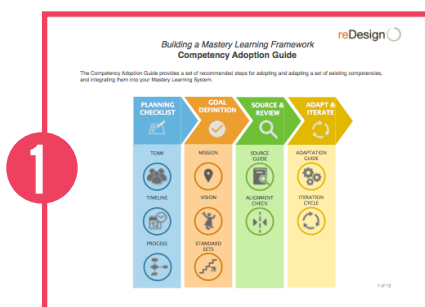 reDesign
Building a Mastery Learning Framework
Competency Adoption Guide
The Competency Adoption Guide provides a set of recommended steps for adopting and adapting a set of existing competencies,
and integrating them into your Mastery Learning System.
PLANNING
CHECKLIST
GOAL
DEFINITION
SOURCE &
REVIEW
ADAPT &
ITERATE
TEAM
MISSION
SOURCE
GUIDE
ADAPTATION
GUIDE
TIMELINE
VISION
ALIGNMENT
CHECK
ITERATION
CYCLE
PROCESS
STANDARD
SETS
1
1 of 13